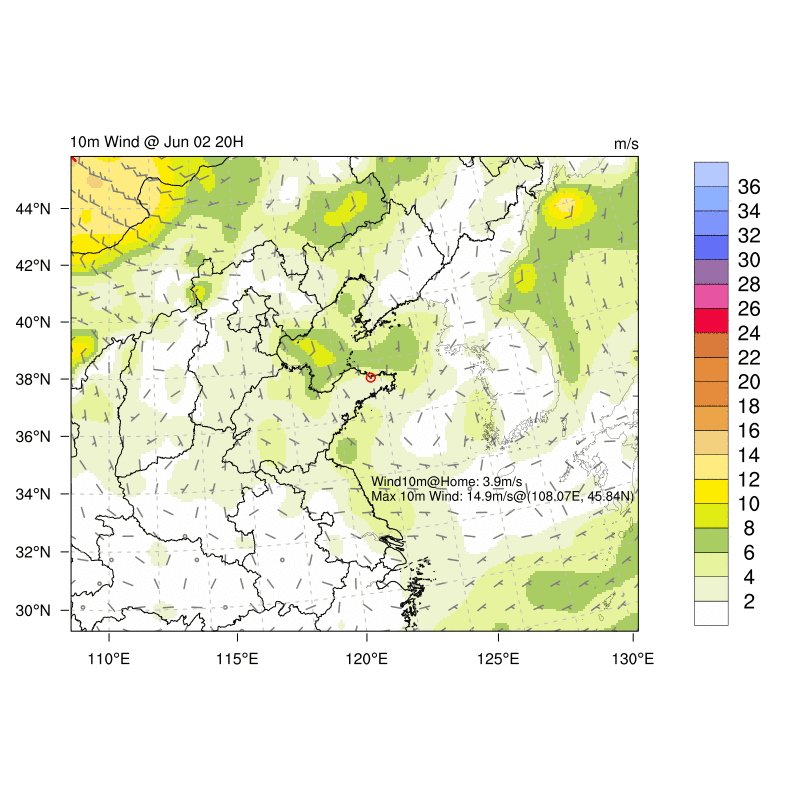 10m Wind @ Jun 02 20H
m/s
44°N
42°N
40°N
38°N
36°N
34°N
32°N
30°N
110°E
115°E
120°E
125°E
130°E
Wind10m@Home: 3.9m/s
Max 10m Wind: 14.9m/s@(108.07E, 45.84N)
36
34
32
30
28
26
24
22
20
18
16
14
12
10
8
6
4
2